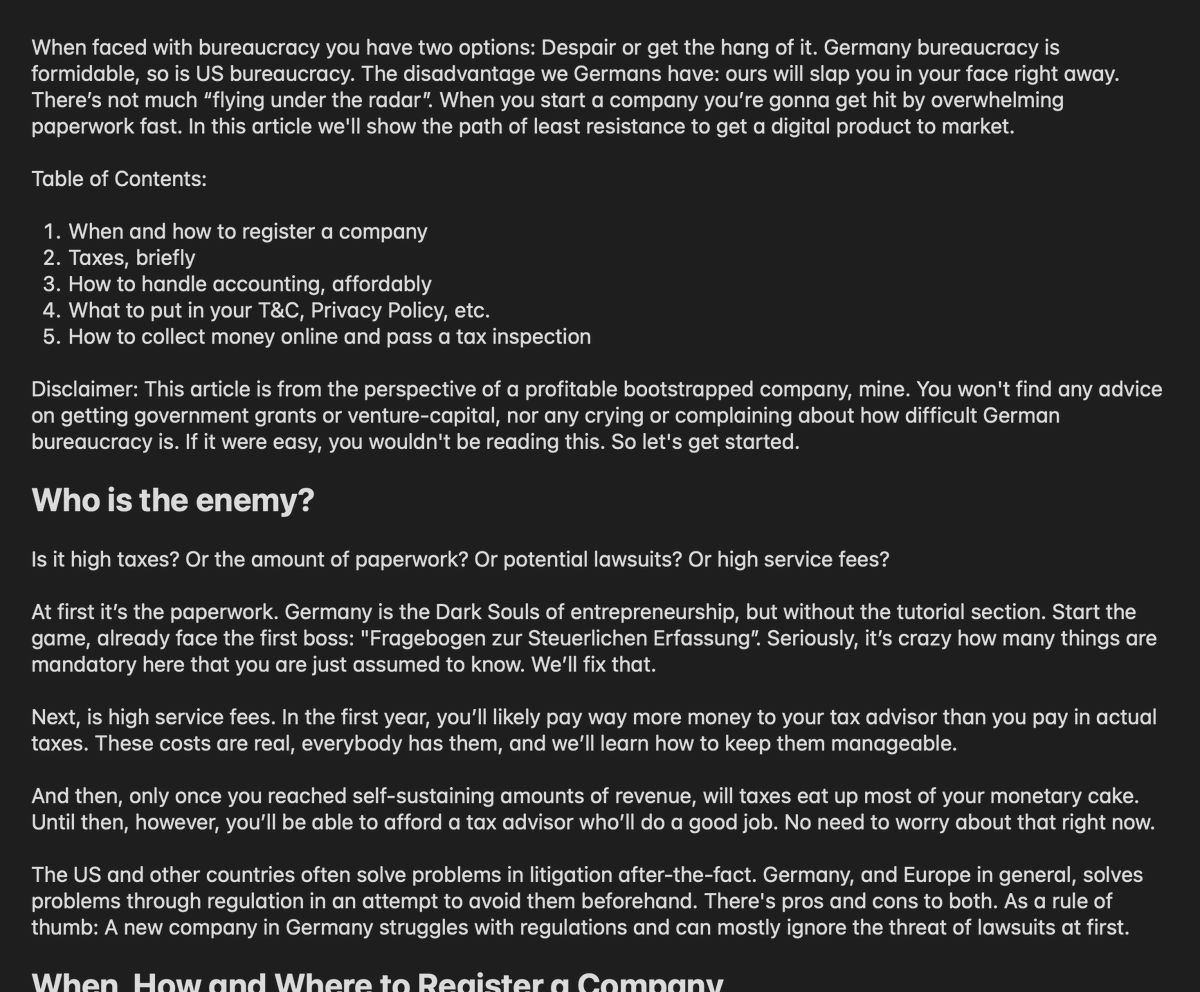 When faced with bureaucracy you have two options: Despair or get the hang of it. Germany bureaucracy is
formidable, so is US bureaucracy. The disadvantage we Germans have: ours will slap you in your face right away.
There’s not much “flying under the radar”. When you start a company you’re gonna get hit by overwhelming
paperwork fast. In this article we'll show the path of least resistance to get a digital product to market.
Table of Contents:
1. When and how to register a company
2. Taxes, briefly
3. How to handle accounting, affordably
4. What to put in your T&C, Privacy Policy, etc.
5. How to collect money online and pass a tax inspection
Disclaimer: This article is from the perspective of a profitable bootstrapped company, mine. You won't find any advice
on getting government grants or venture-capital, nor any crying or complaining about how difficult German
bureaucracy is. If it were easy, you wouldn't be reading this. So let's get started.
Who is the enemy?
Is it high taxes? Or the amount of paperwork? Or potential lawsuits? Or high service fees?
At first it’s the paperwork. Germany is the Dark Souls of entrepreneurship, but without the tutorial section. Start the
game, already face the first boss: "Fragebogen zur Steuerlichen Erfassung”. Seriously, it’s crazy how many things are
mandatory here that you are just assumed to know. We’ll fix that.
Next, is high service fees. In the first year, you’ll likely pay way more money to your tax advisor than you pay in actual
taxes. These costs are real, everybody has them, and we’ll learn how to keep them manageable.
And then, only once you reached self-sustaining amounts of revenue, will taxes eat up most of your monetary cake.
Until then, however, you’ll be able to afford a tax advisor who’ll do a good job. No need to worry about that right now.
The US and other countries often solve problems in litigation after-the-fact. Germany, and Europe in general, solves
problems through regulation in an attempt to avoid them beforehand. There's pros and cons to both. As a rule of
thumb: A new company in Germany struggles with regulations and can mostly ignore the threat of lawsuits at first.
When, How and Where to Register a Company